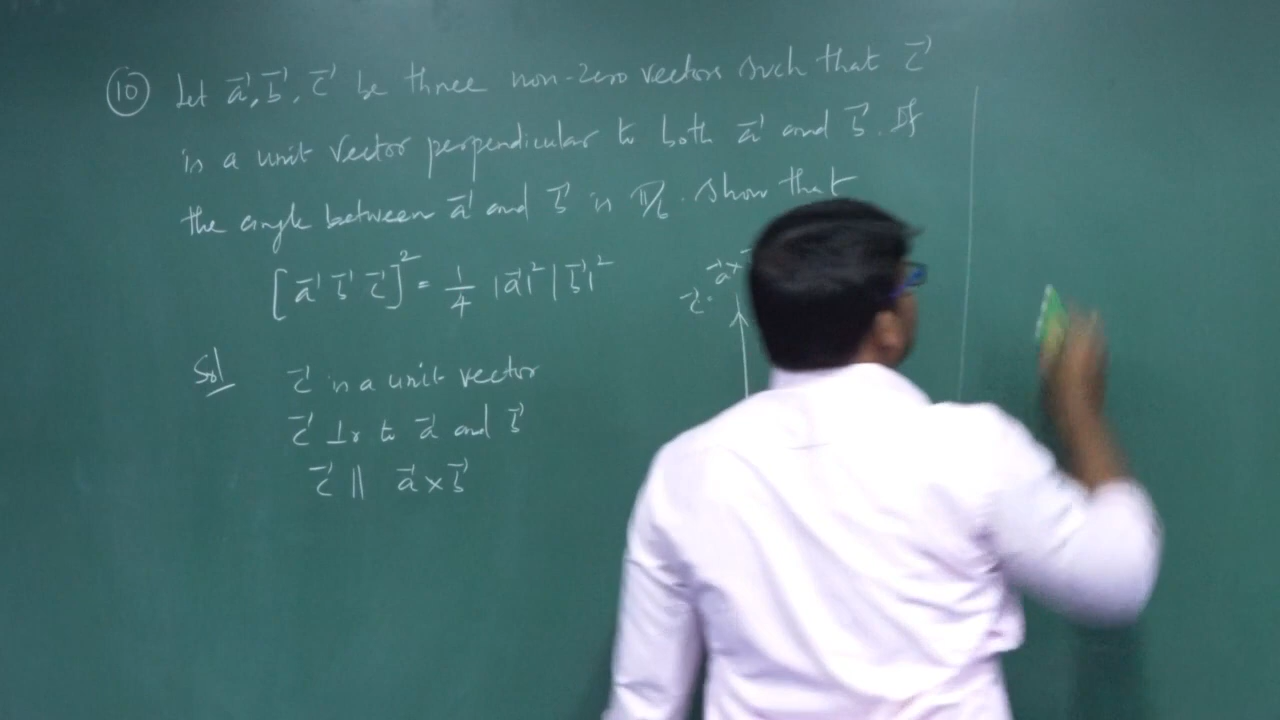 ⑩ Let a⃗, b⃗, c⃗ be three non-zero vectors such that c⃗
is a unit vector perpendicular to both a⃗ and b⃗. If
the angle between a⃗ and b⃗ is π/6. Show that
[a⃗ b⃗ c⃗]² = 1/4 |a⃗|² |b⃗|²
a⃗×
c⃗
Sol c⃗ is a unit vector
c⃗ ⊥r to a⃗ and b⃗
c⃗ || a⃗ × b⃗